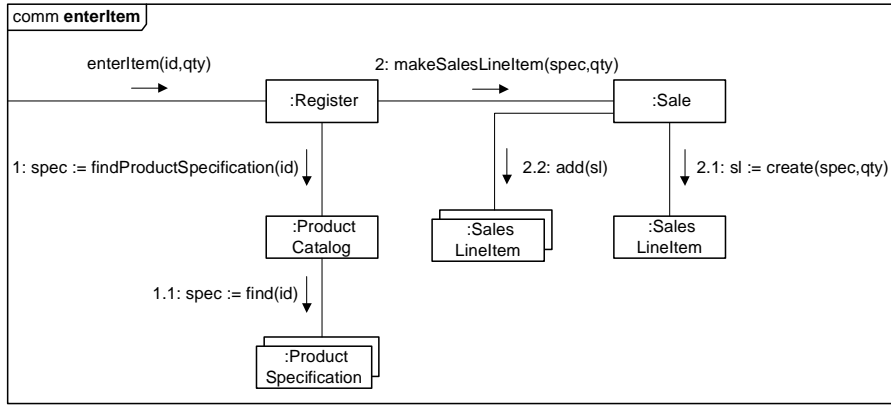 comm enterItem
enterItem(id,qty)
2: makeSalesLineItem(spec,qty)
:Register
:Sale
1: spec := findProductSpecification(id)
2.2: add(sl)
2.1: sl := create(spec,qty)
:Product
Catalog
:Sales
LineItem
:Sales
LineItem
1.1: spec := find(id)
:Product
Specification